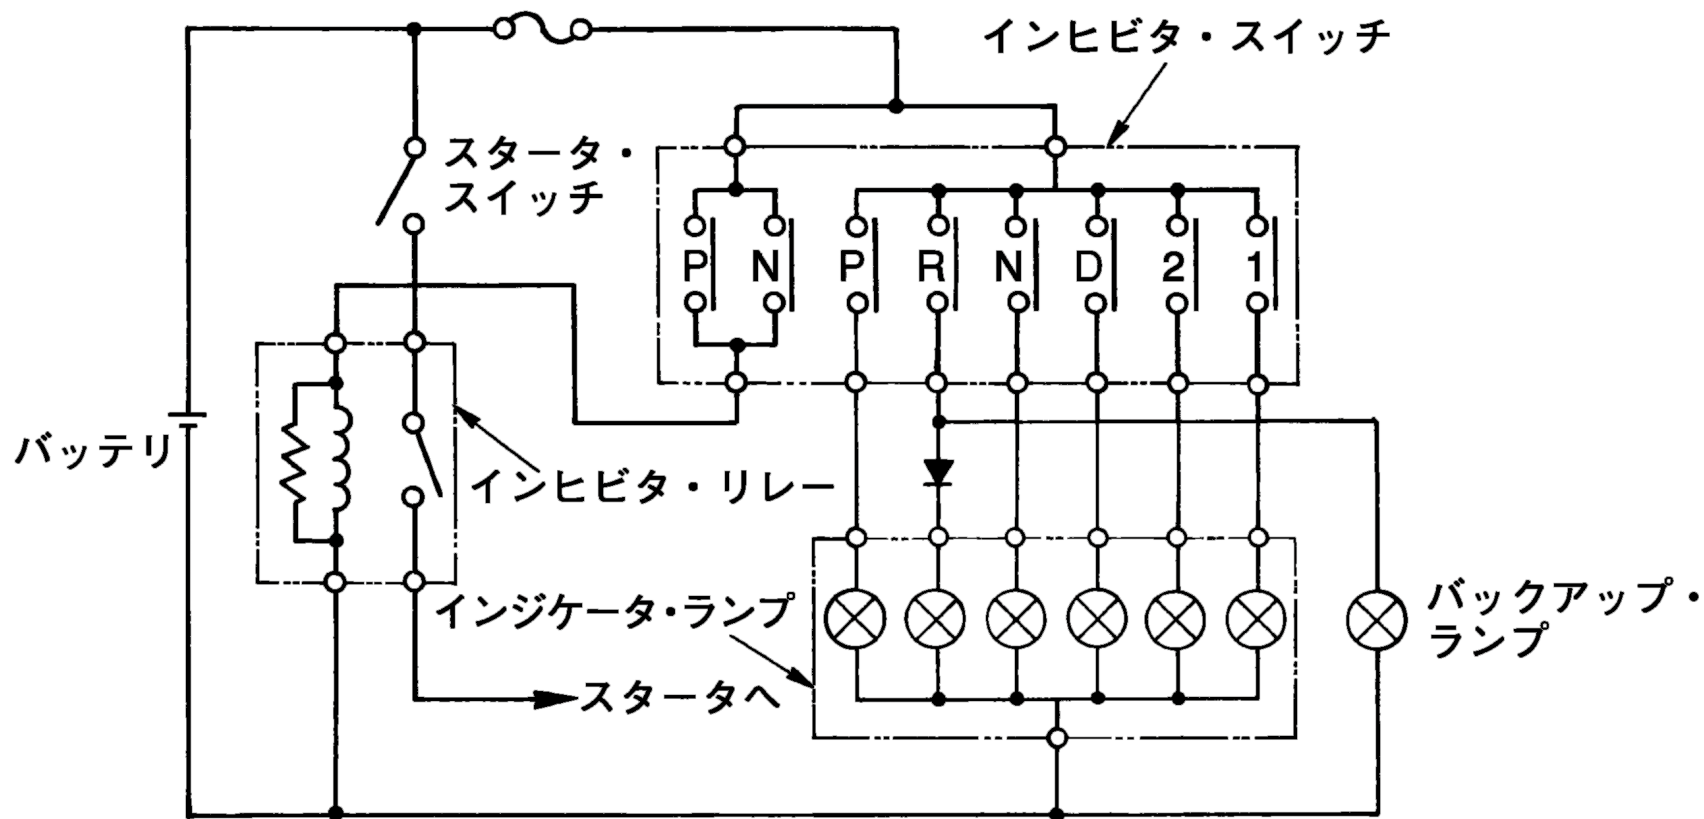 インヒビタ・スイッチ
スタータ・
スイッチ
P N P R N D 2 1
バッテリ
インヒビタ・リレー
インジケータ・ランプ
バックアップ・
ランプ
スタータへ